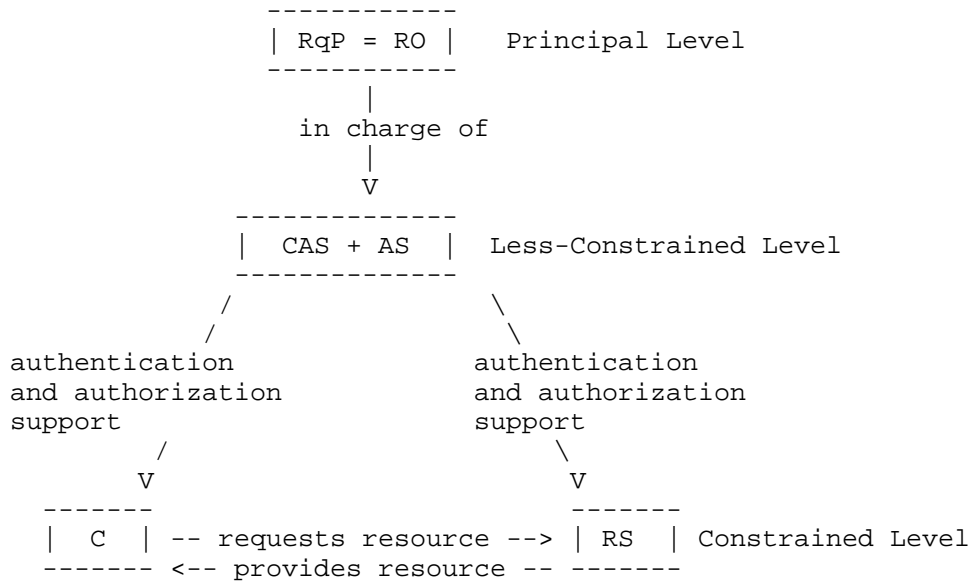 ------------
| RqP = RO |   Principal Level
------------
|
in charge of
|
V
--------------
|  CAS + AS  |  Less-Constrained Level
--------------
/                \
/                  \
authentication               authentication
and authorization            and authorization
support                      support
/                        \
V                          V
-------                          -------
|  C  | -- requests resource --> | RS  | Constrained Level
------- <-- provides resource -- -------